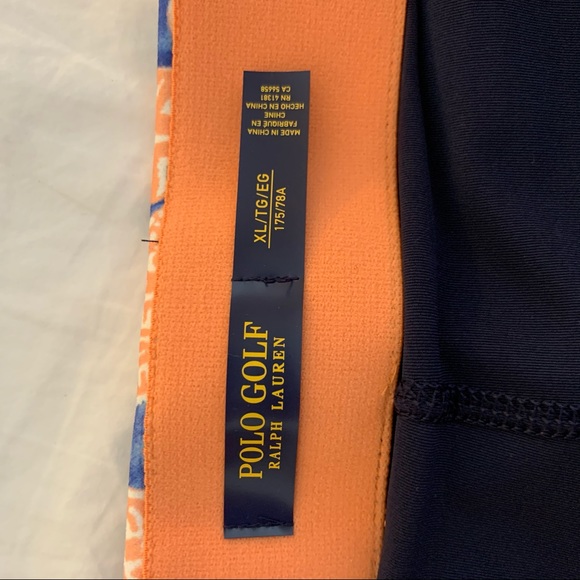 POLO GOLF
RALPH LAUREN
XL/TG/EG
175/78A
MADE IN CHINA
FABRIQUÉ EN
CHINE
HECHO EN CHINA
RN 41381
CA 56658